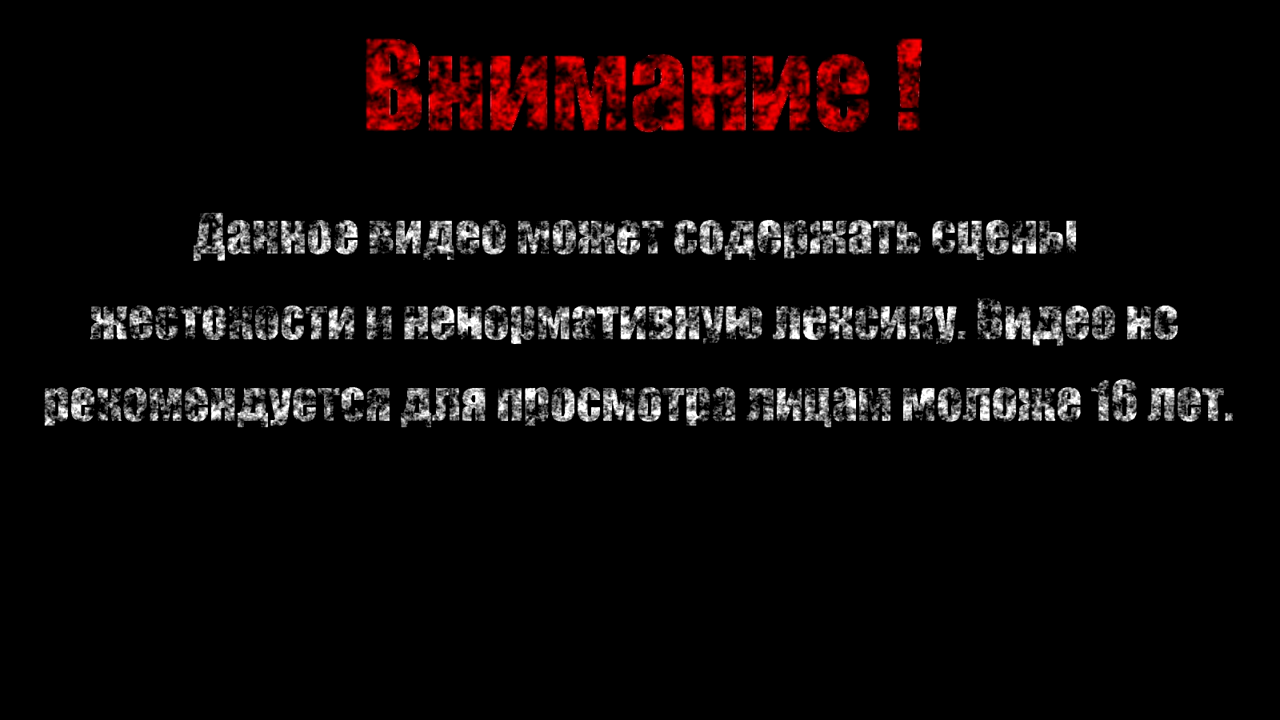 Внимание !
Данное видео может содержать сцены
жестокости и ненормативную лексику. Видео не
рекомендуется для просмотра лицам моложе 16 лет.